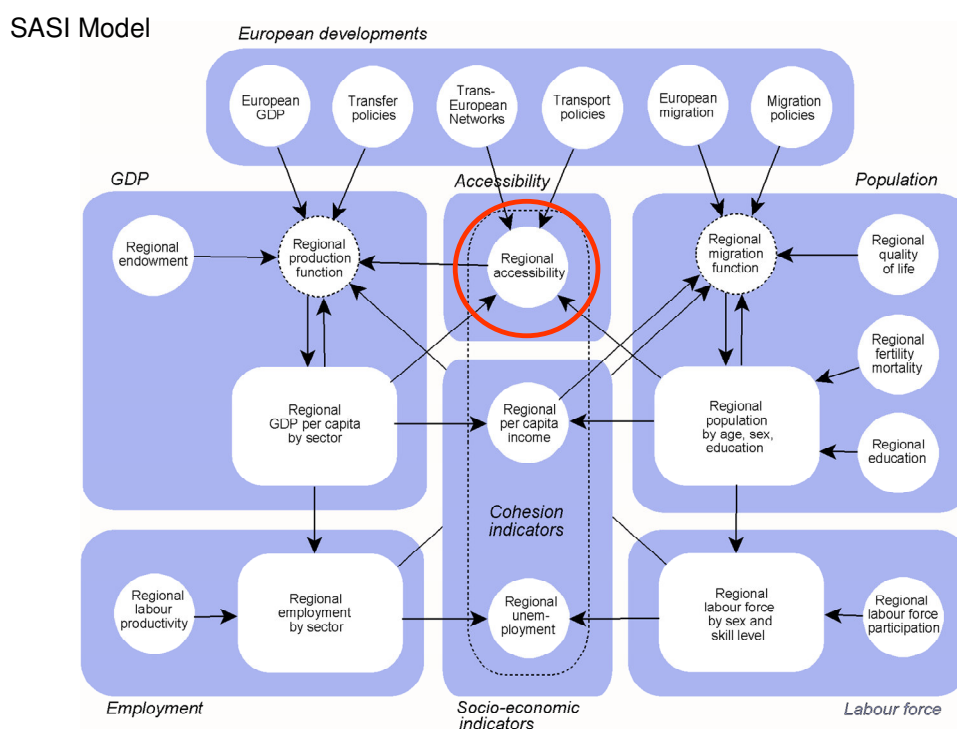 SASI Model
European developments
European
GDP
Transfer
policies
Trans-
European
Networks
Transport
policies
European
migration
Migration
policies
GDP
Accessibility
Population
Regional
endowment
Regional
production
function
Regional
accessibility
Regional
migration
function
Regional
quality
of life
Regional
fertility
mortality
Regional
GDP per capita
by sector
Regional
per capita
income
Regional
population
by age, sex,
education
Regional
education
Cohesion
indicators
Regional
labour
productivity
Regional
employment
by sector
Regional
unem-
ployment
Regional
labour force
by sex and
skill level
Regional
labour force
participation
Employment
Socio-economic
indicators
Labour force